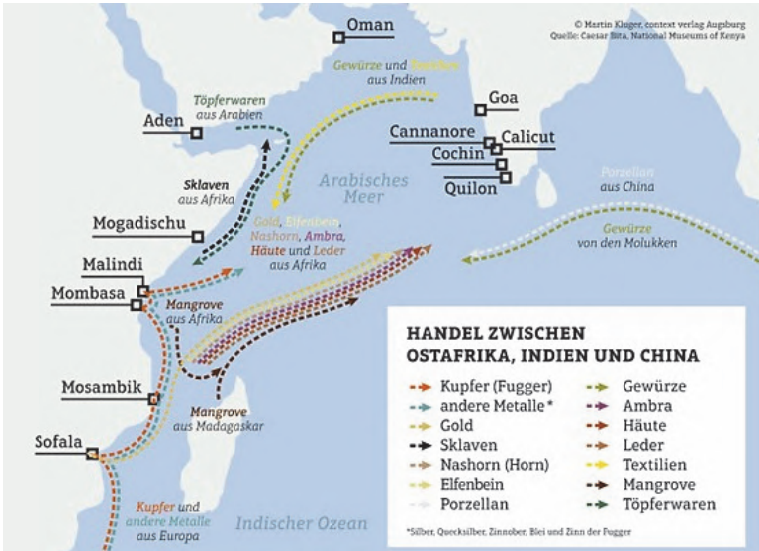 © Martin Kluger, context verlag Augsburg
Quelle: Caesar Bita, National Museums of Kenya
Oman
Gewürze und Textilien
aus Indien
Töpferwaren
aus Arabien
Aden
Goa
Cannanore
Calicut
Cochin
Quilon
Sklaven
aus Afrika
Arabisches
Meer
Porzellan
aus China
Mogadischu
Gold, Elfenbein,
Nashorn, Ambra,
Häute und Leder
aus Afrika
Gewürze
von den Molukken
Malindi
Mombasa
Mangrove
aus Afrika
Mosambik
Mangrove
aus Madagaskar
Sofala
Kupfer und
andere Metalle
aus Europa
Indischer Ozean
HANDEL ZWISCHEN
OSTAFRIKA, INDIEN UND CHINA
Kupfer (Fugger)
andere Metalle*
Gold
Sklaven
Nashorn (Horn)
Elfenbein
Porzellan
Gewürze
Ambra
Häute
Leder
Textilien
Mangrove
Töpferwaren
*Silber, Quecksilber, Zinnober, Blei und Zinn der Fugger